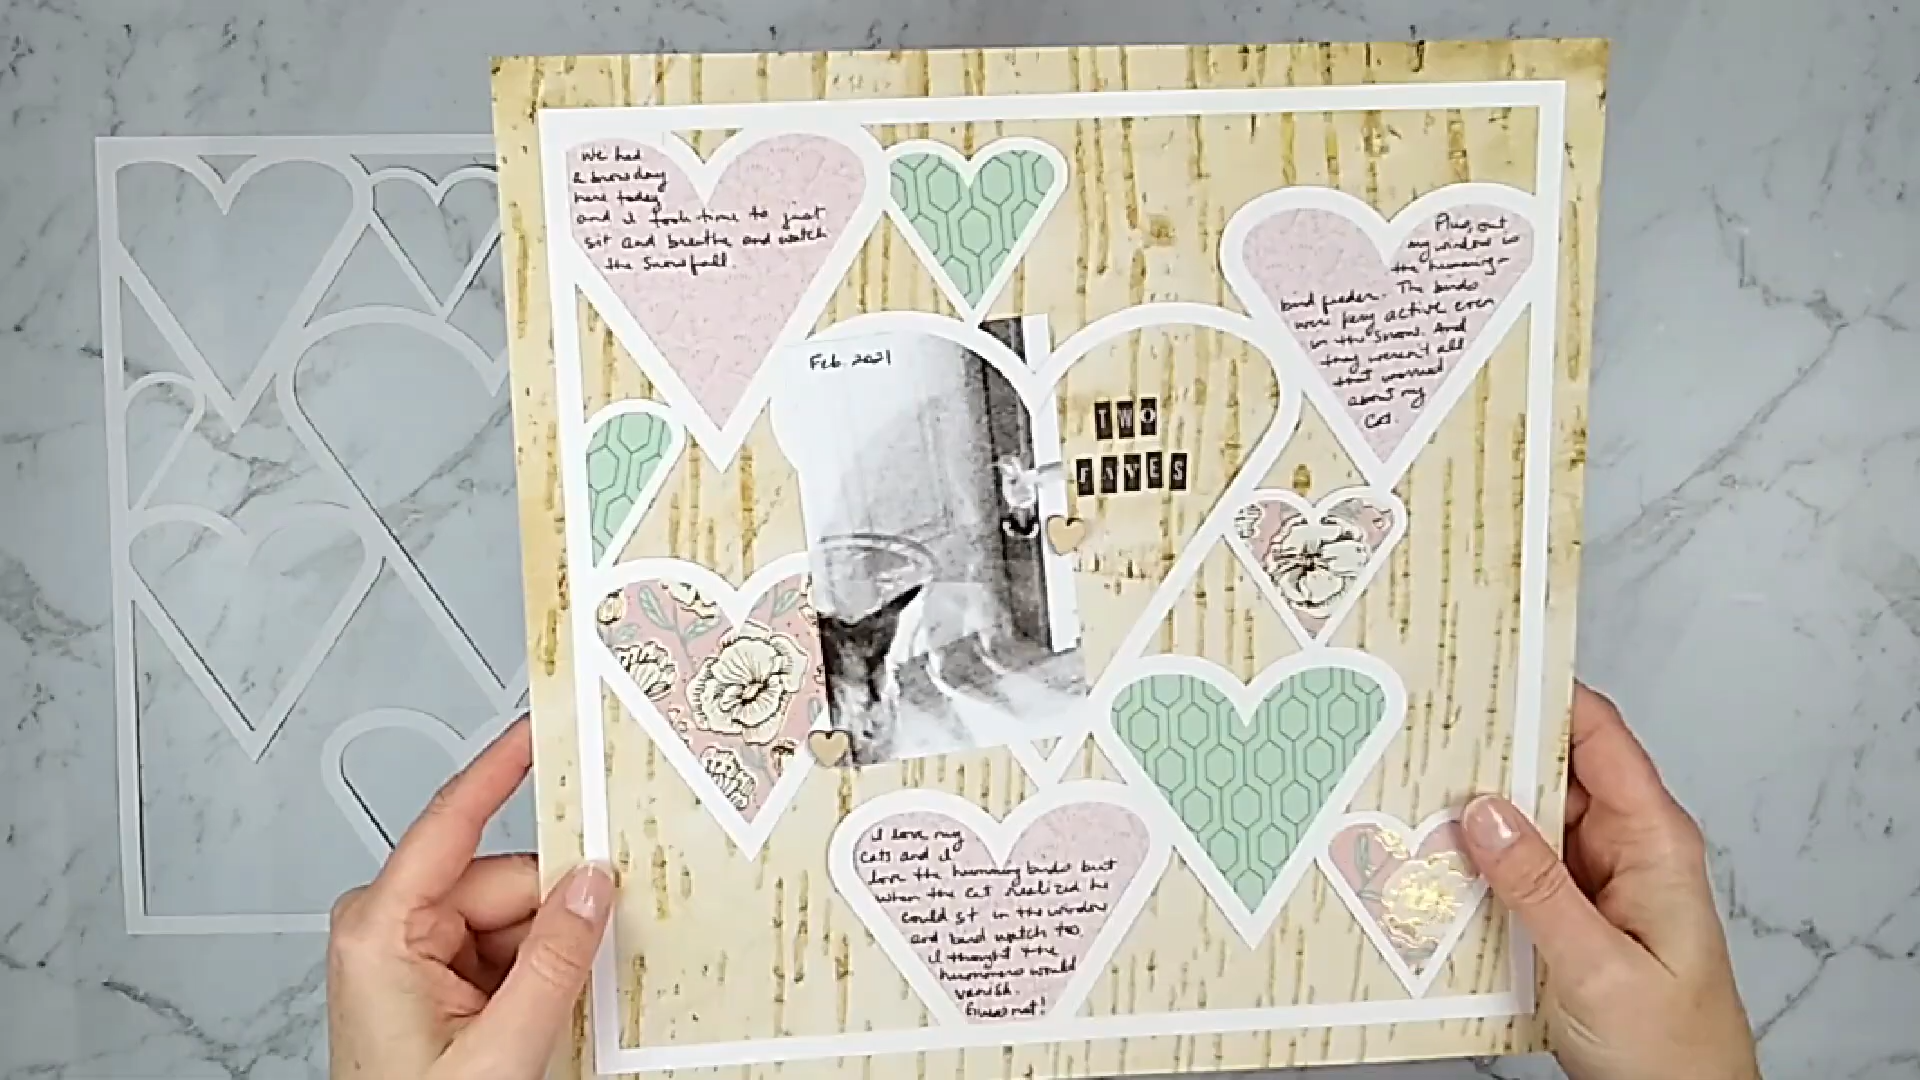 We had
a snow day
here today
and I took time to just
sit and breathe and watch
the snowfall.
Feb. 2021
TWO
FAVES
Plus, out
my window is
the humming-
bird feeder. The birds
were very active even
in the snow. And
they weren't all
that worried
about my
Cat.
I love my
Cats and I
love the humming birds but
when the cat realized he
could sit in the window
and bird watch too
I thought the
hummers would
vanish.
not!